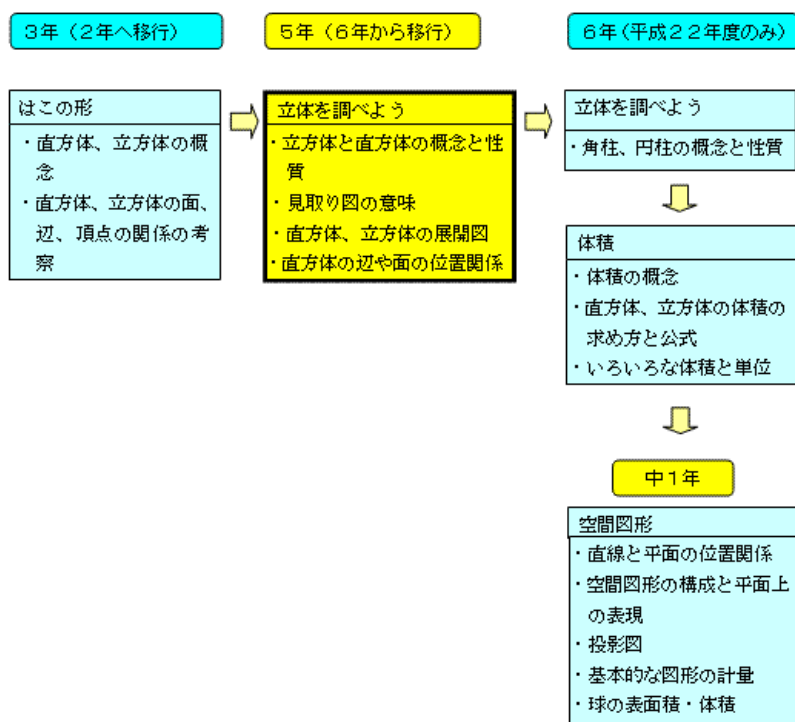 3年(2年へ移行)
5年(6年から移行)
6年(平成22年度のみ)
はこの形
・直方体、立方体の概
念
・直方体、立方体の面、
辺、頂点の関係の考
察
立体を調べよう
・立方体と直方体の概念と性
質
・見取り図の意味
・直方体、立方体の展開図
・直方体の辺や面の位置関係
立体を調べよう
・角柱、円柱の概念と性質
体積
・体積の概念
・直方体、立方体の体積の
求め方と公式
・いろいろな体積と単位
中1年
空間図形
・直線と平面の位置関係
・空間図形の構成と平面上
の表現
・投影図
・基本的な図形の計量
・球の表面積・体積